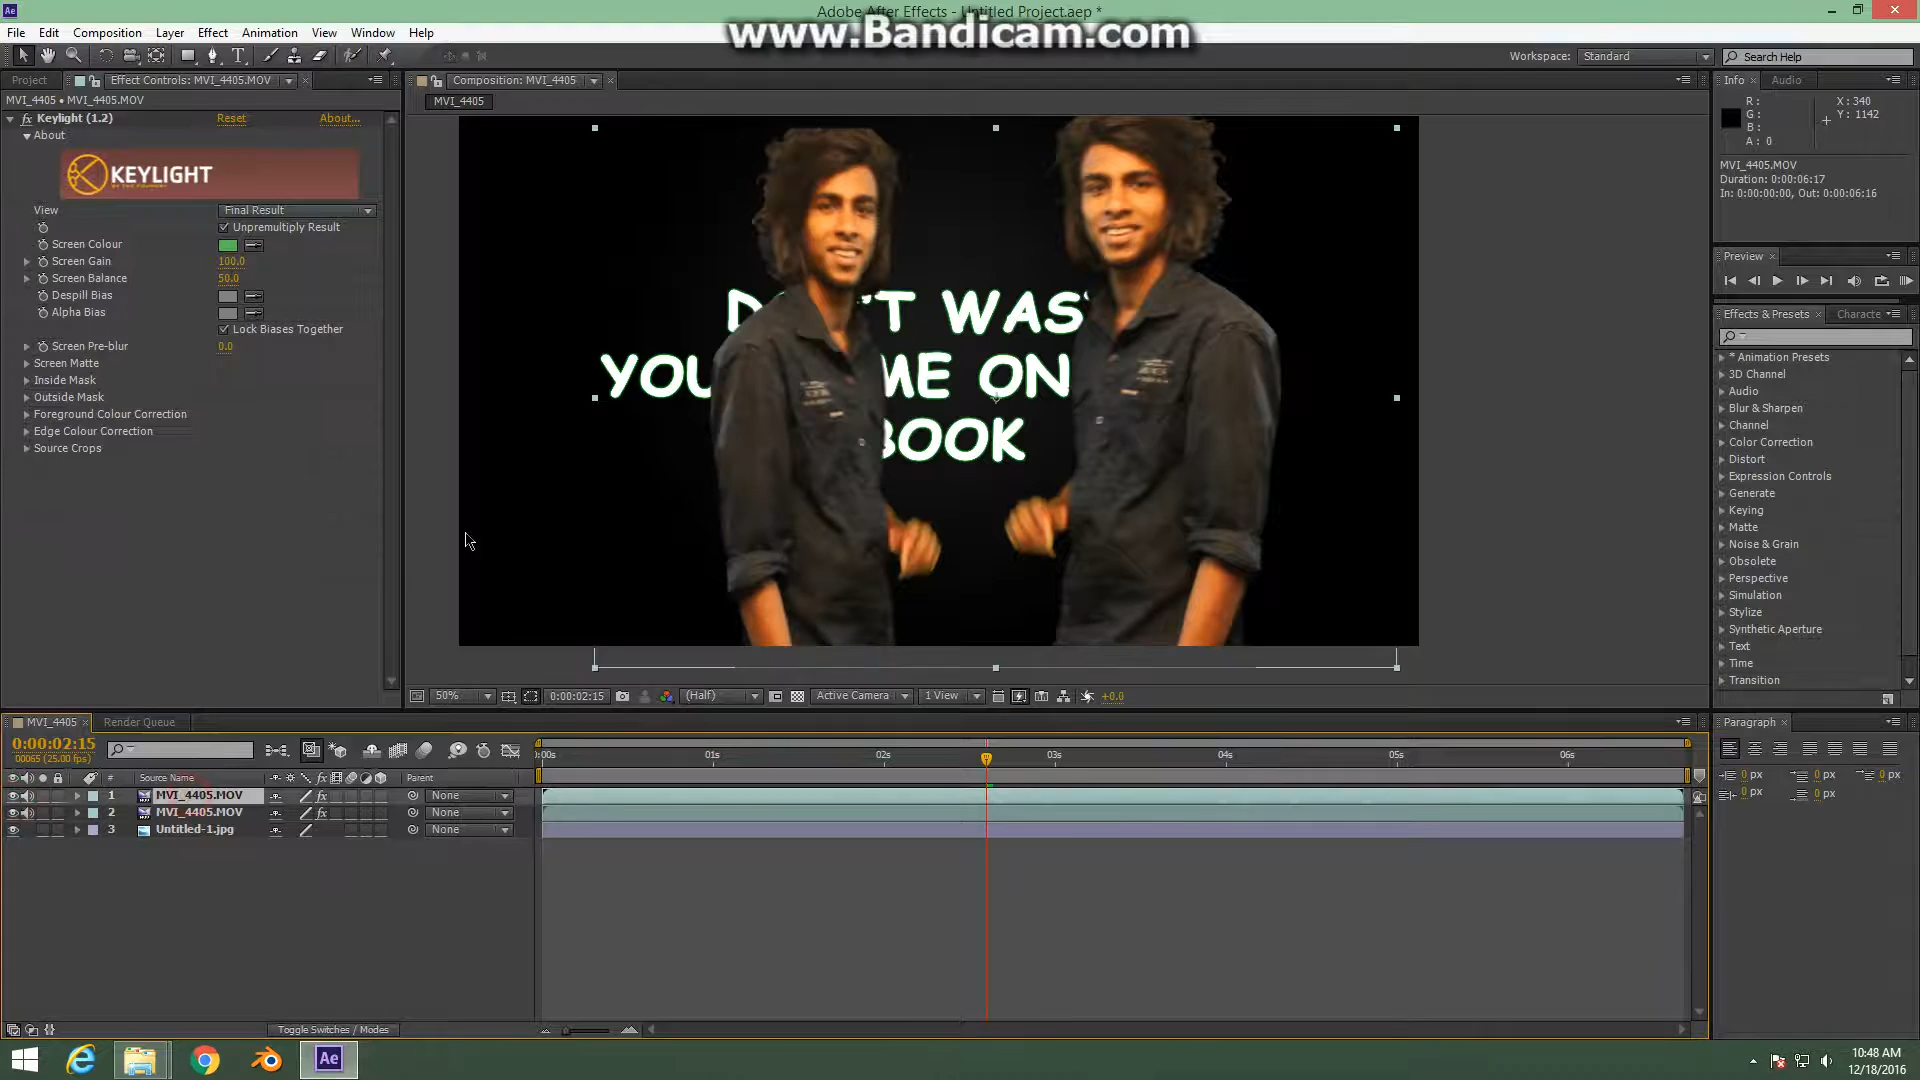 Adobe After Effects - Untitled Project.aep *
www.Bandicam.com
File Edit Composition Layer Effect Animation View Window Help
Workspace: Standard Search Help
Project Effect Controls: MVI_4405.MOV
Composition: MVI_4405
Info Audio
MVI_4405 • MVI_4405.MOV
MVI_4405
R: X: 340
G: Y: 1142
B:
A: 0
fx Keylight (1.2) Reset About...
About
KEYLIGHT
MVI_4405.MOV
Duration: 0:00:06:17
In: 0:00:00:00, Out: 0:00:06:16
View Final Result
Unpremultiply Result
Screen Colour
Screen Gain 100.0
Screen Balance 50.0
Despill Bias
Alpha Bias
Lock Biases Together
Screen Pre-blur 0.0
Screen Matte
Inside Mask
Outside Mask
Foreground Colour Correction
Edge Colour Correction
Source Crops
D T WAS
YOU ME ON
BOOK
Preview
Effects & Presets Characte
* Animation Presets
3D Channel
Audio
Blur & Sharpen
Channel
Color Correction
Distort
Expression Controls
Generate
Keying
Matte
Noise & Grain
Obsolete
Perspective
Simulation
Stylize
Synthetic Aperture
Text
Time
Transition
50% 0:00:02:15 (Half) Active Camera 1 View +0.0
MVI_4405 Render Queue
Paragraph
0:00:02:15
00065 (25.00 fps)
:00s 01s 02s 03s 04s 05s 06s
# Source Name fx Parent
1 MVI_4405.MOV fx None
2 MVI_4405.MOV fx None
3 Untitled-1.jpg None
0 px 0 px 0 px
0 px 0 px
Toggle Switches / Modes
Ae
10:48 AM
12/18/2016